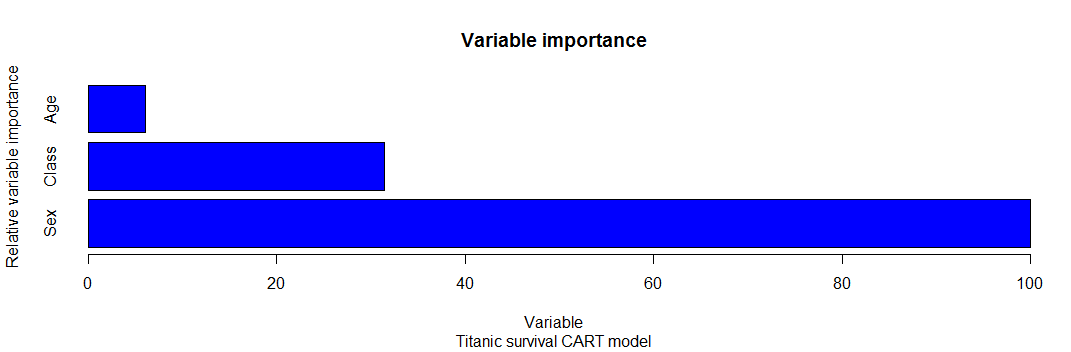 Variable importance
Relative variable importance
Age
Class
Sex
0 20 40 60 80 100
Variable
Titanic survival CART model